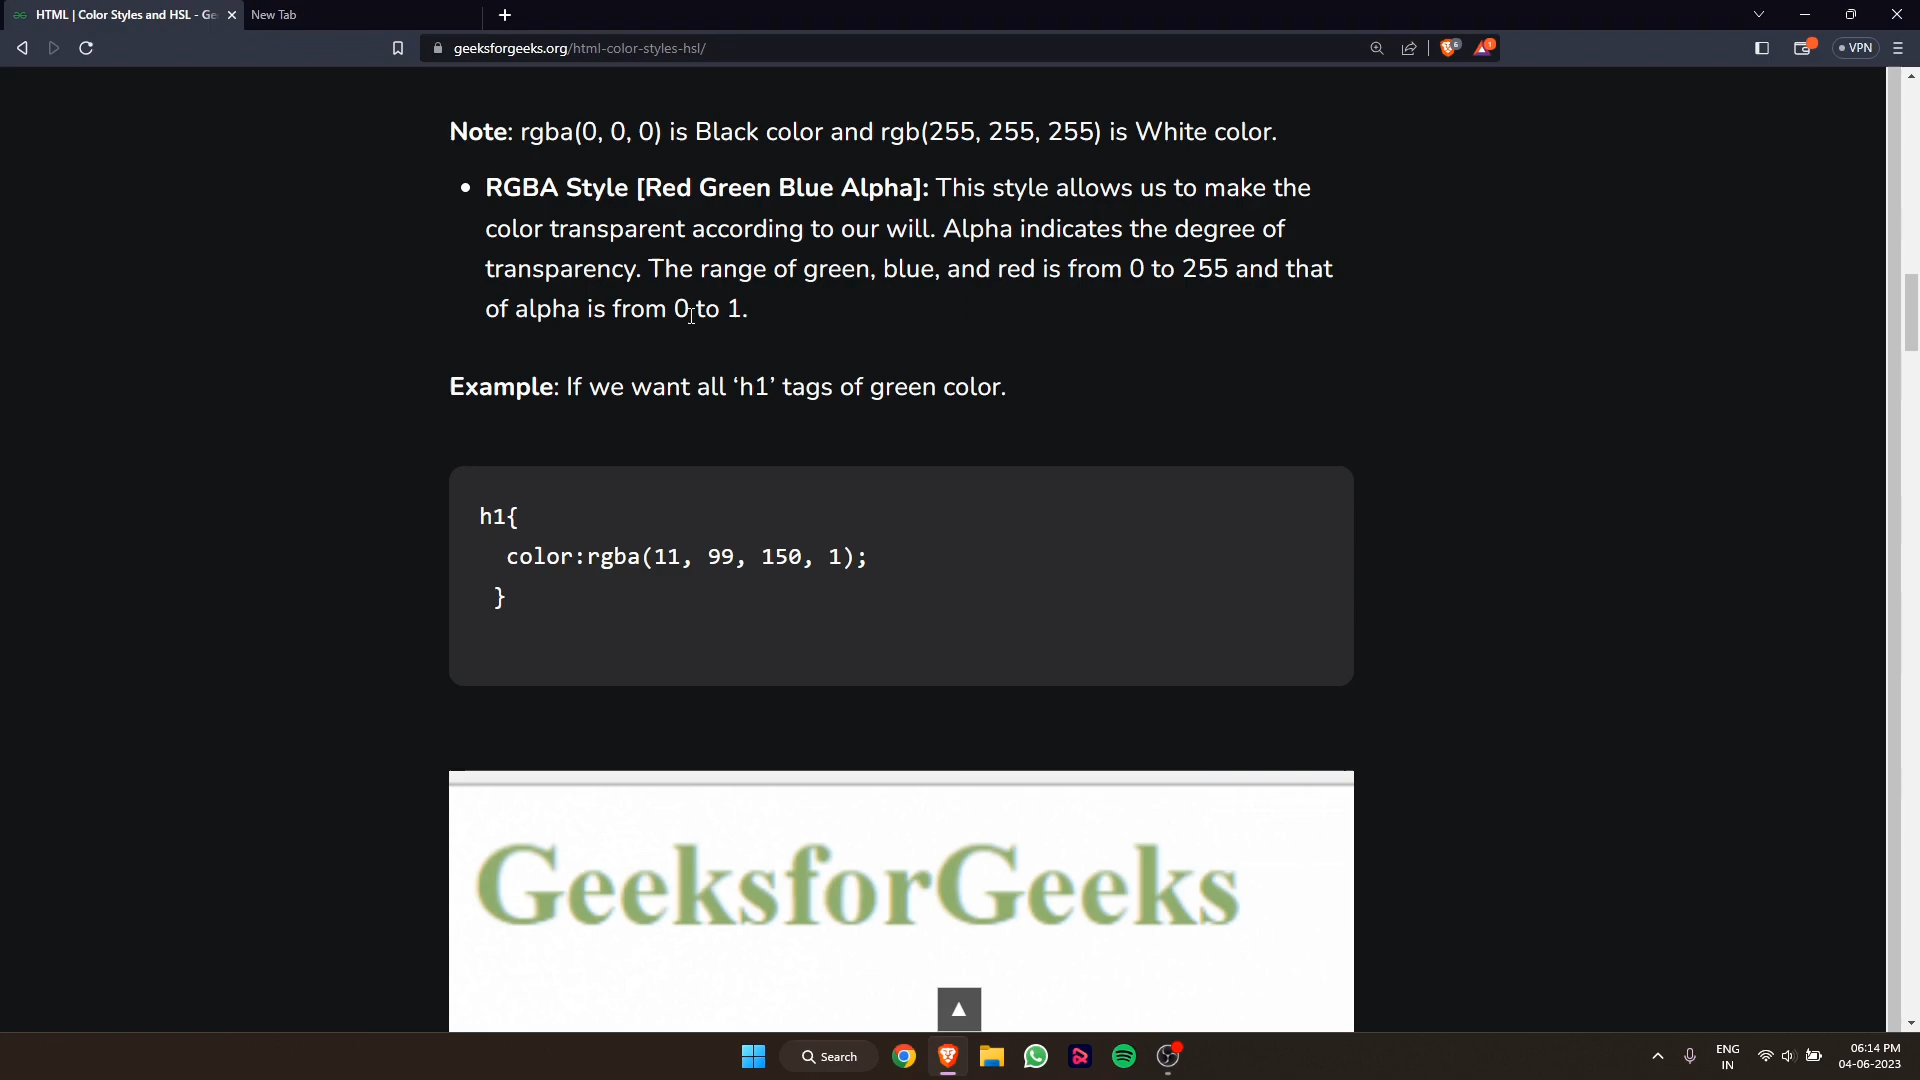 HTML | Color Styles and HSL - Ge
New Tab
geeksforgeeks.org/html-color-styles-hsl/
6
1
VPN
Note: rgba(0, 0, 0) is Black color and rgb(255, 255, 255) is White color.
• RGBA Style [Red Green Blue Alpha]: This style allows us to make the
color transparent according to our will. Alpha indicates the degree of
transparency. The range of green, blue, and red is from 0 to 255 and that
of alpha is from 0 to 1.
Example: If we want all ‘h1’ tags of green color.
h1{
color:rgba(11, 99, 150, 1);
}
GeeksforGeeks
Search
ENG
IN
06:14 PM
04-06-2023